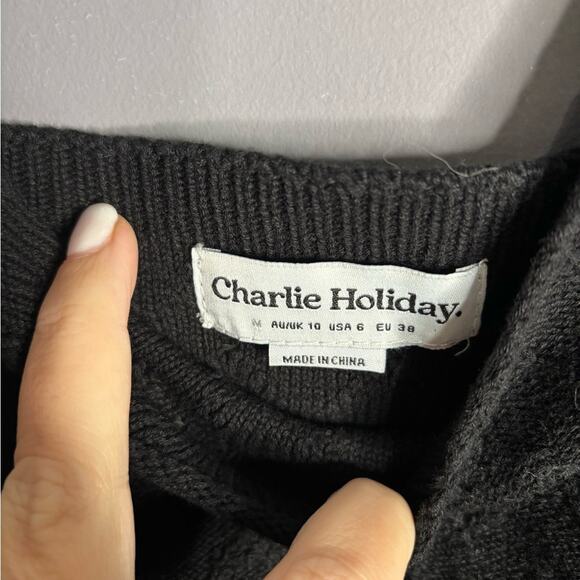 Charlie Holiday.
M AU/UK 10 USA 6 EU 38
MADE IN CHINA